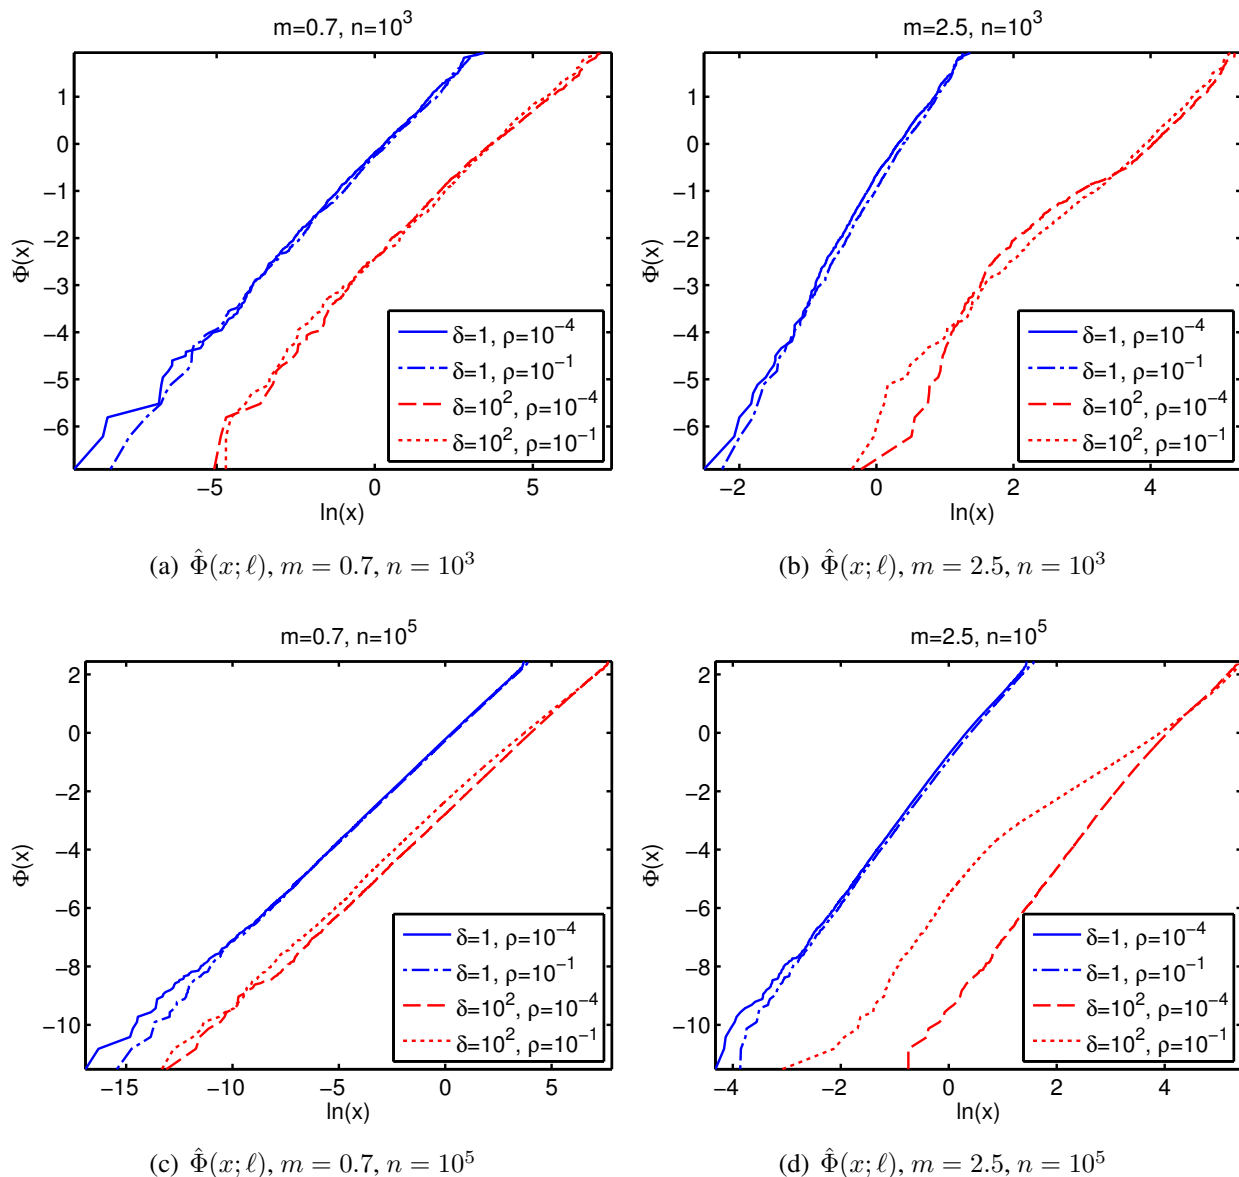 m=0.7, n=10^3
Φ(x)
1
0
−1
−2
−3
−4
−5
−6
−5
0
5
ln(x)
δ=1, ρ=10^−4
δ=1, ρ=10^−1
δ=10^2, ρ=10^−4
δ=10^2, ρ=10^−1
(a) Φ̂(x; ℓ), m = 0.7, n = 10^3
m=2.5, n=10^3
Φ(x)
1
0
−1
−2
−3
−4
−5
−6
−2
0
2
4
ln(x)
δ=1, ρ=10^−4
δ=1, ρ=10^−1
δ=10^2, ρ=10^−4
δ=10^2, ρ=10^−1
(b) Φ̂(x; ℓ), m = 2.5, n = 10^3
m=0.7, n=10^5
Φ(x)
2
0
−2
−4
−6
−8
−10
−15
−10
−5
0
5
ln(x)
δ=1, ρ=10^−4
δ=1, ρ=10^−1
δ=10^2, ρ=10^−4
δ=10^2, ρ=10^−1
(c) Φ̂(x; ℓ), m = 0.7, n = 10^5
m=2.5, n=10^5
Φ(x)
2
0
−2
−4
−6
−8
−10
−4
−2
0
2
4
ln(x)
δ=1, ρ=10^−4
δ=1, ρ=10^−1
δ=10^2, ρ=10^−4
δ=10^2, ρ=10^−1
(d) Φ̂(x; ℓ), m = 2.5, n = 10^5